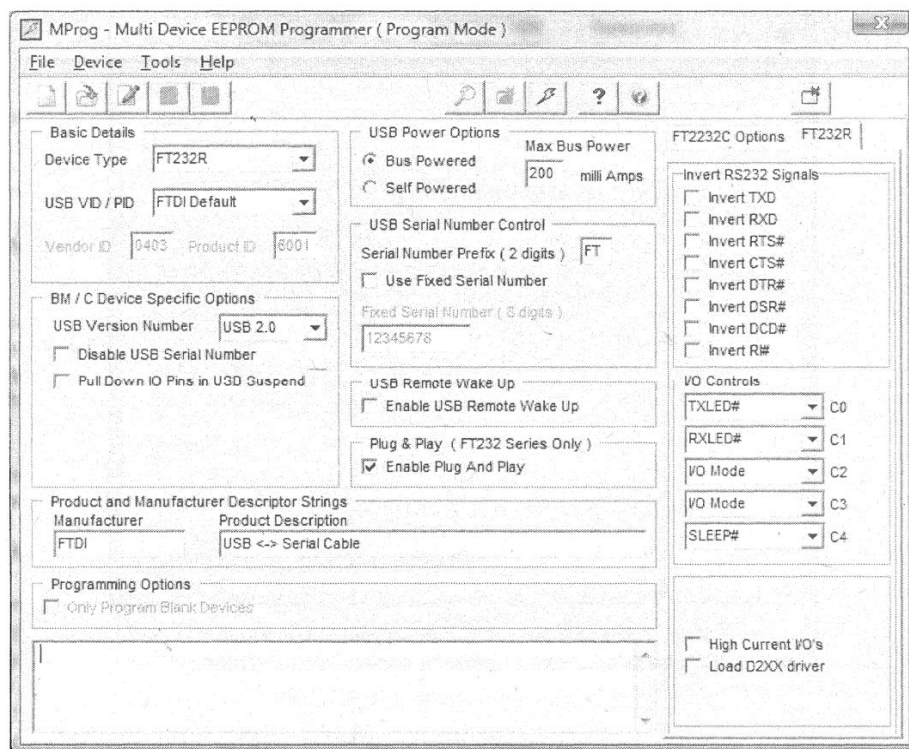 MProg - Multi Device EEPROM Programmer ( Program Mode )
File Device Tools Help
Basic Details
Device Type FT232R
USB VID / PID FTDI Default
Vendor ID 0403 Product ID 6001
BM / C Device Specific Options
USB Version Number USB 2.0
Disable USB Serial Number
Pull Down IO Pins in USB Suspend
USB Power Options
Bus Powered
Self Powered
Max Bus Power
200 milli Amps
USB Serial Number Control
Serial Number Prefix ( 2 digits ) FT
Use Fixed Serial Number
Fixed Serial Number ( 8 digits )
12345678
USB Remote Wake Up
Enable USB Remote Wake Up
Plug & Play ( FT232 Series Only )
Enable Plug And Play
Product and Manufacturer Descriptor Strings
Manufacturer Product Description
FTDI USB <-> Serial Cable
Programming Options
Only Program Blank Devices
FT2232C Options FT232R
Invert RS232 Signals
Invert TXD
Invert RXD
Invert RTS#
Invert CTS#
Invert DTR#
Invert DSR#
Invert DCD#
Invert RI#
I/O Controls
TXLED# C0
RXLED# C1
I/O Mode C2
I/O Mode C3
SLEEP# C4
High Current I/O's
Load D2XX driver